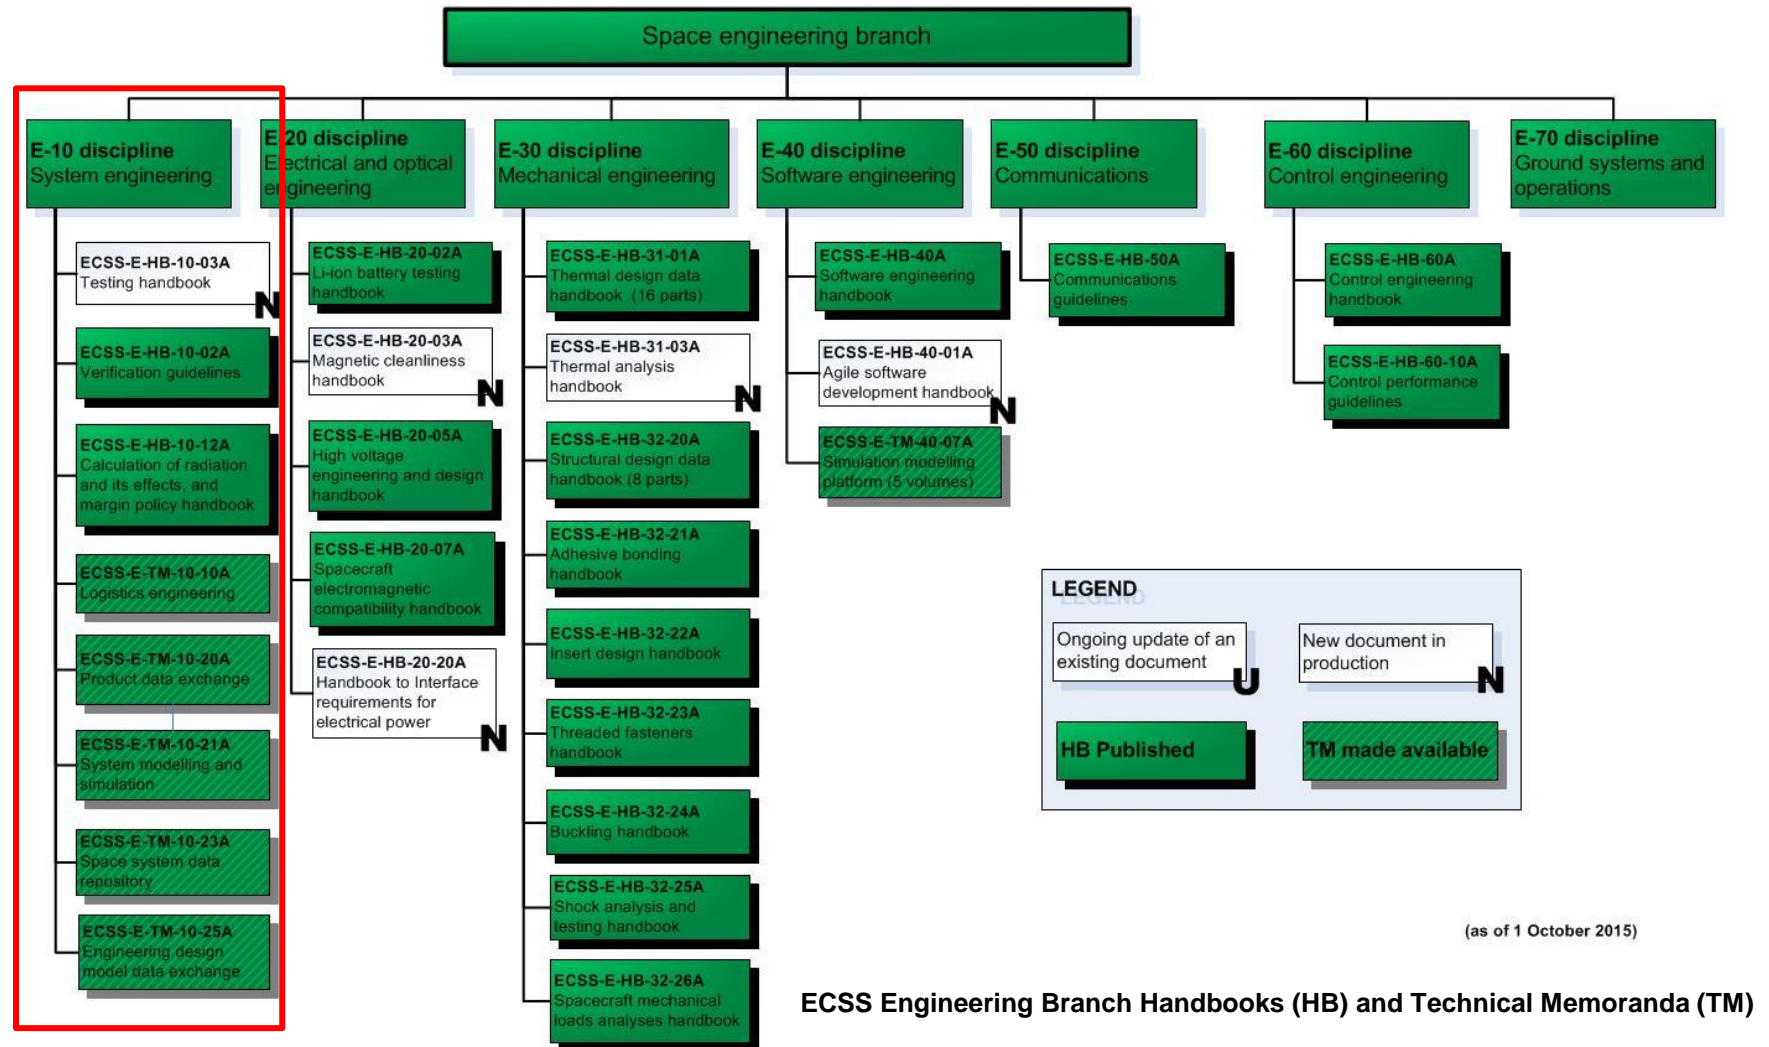 Space engineering branch
E-10 discipline
System engineering
E-20 discipline
Electrical and optical
engineering
E-30 discipline
Mechanical engineering
E-40 discipline
Software engineering
E-50 discipline
Communications
E-60 discipline
Control engineering
E-70 discipline
Ground systems and
operations
ECSS-E-HB-10-03A
Testing handbook
N
ECSS-E-HB-10-02A
Verification guidelines
ECSS-E-HB-10-12A
Calculation of radiation
and its effects, and
margin policy handbook
ECSS-E-TM-10-10A
Logistics engineering
ECSS-E-TM-10-20A
Product data exchange
ECSS-E-TM-10-21A
System modelling and
simulation
ECSS-E-TM-10-23A
Space system data
repository
ECSS-E-TM-10-25A
Engineering design
model data exchange
ECSS-E-HB-20-02A
Li-ion battery testing
handbook
ECSS-E-HB-20-03A
Magnetic cleanliness
handbook
N
ECSS-E-HB-20-05A
High voltage
engineering and design
handbook
ECSS-E-HB-20-07A
Spacecraft
electromagnetic
compatibility handbook
ECSS-E-HB-20-20A
Handbook to Interface
requirements for
electrical power
N
ECSS-E-HB-31-01A
Thermal design data
handbook (16 parts)
ECSS-E-HB-31-03A
Thermal analysis
handbook
N
ECSS-E-HB-32-20A
Structural design data
handbook (8 parts)
ECSS-E-HB-32-21A
Adhesive bonding
handbook
ECSS-E-HB-32-22A
Insert design handbook
ECSS-E-HB-32-23A
Threaded fasteners
handbook
ECSS-E-HB-32-24A
Buckling handbook
ECSS-E-HB-32-25A
Shock analysis and
testing handbook
ECSS-E-HB-32-26A
Spacecraft mechanical
loads analyses handbook
ECSS-E-HB-40A
Software engineering
handbook
ECSS-E-HB-40-01A
Agile software
development handbook
N
ECSS-E-TM-40-07A
Simulation modelling
platform (5 volumes)
ECSS-E-HB-50A
Communications
guidelines
ECSS-E-HB-60A
Control engineering
handbook
ECSS-E-HB-60-10A
Control performance
guidelines
LEGEND
Ongoing update of an
existing document
U
New document in
production
N
HB Published
TM made available
(as of 1 October 2015)
ECSS Engineering Branch Handbooks (HB) and Technical Memoranda (TM)